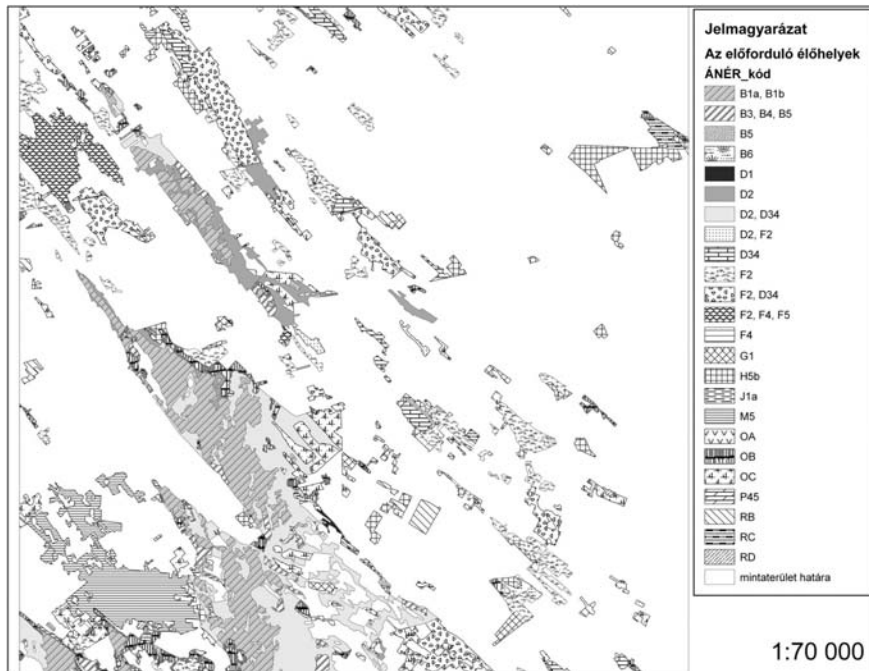 Jelmagyarázat
Az előforduló élőhelyek
ÁNÉR_kód
B1a, B1b
B3, B4, B5
B5
B6
D1
D2
D2, D34
D2, F2
D34
F2
F2, D34
F2, F4, F5
F4
G1
H5b
J1a
M5
OA
OB
OC
P45
RB
RC
RD
mintaterület határa
1:70 000